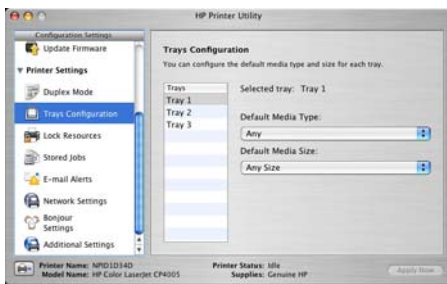 HP Printer Utility
Configuration Settings
Update Firmware
Printer Settings
Duplex Mode
Trays Configuration
Lock Resources
Stored Jobs
E-mail Alerts
Network Settings
Bonjour
Settings
Additional Settings
Trays Configuration
You can configure the default media type and size for each tray.
Trays
Tray 1
Tray 2
Tray 3
Selected tray: Tray 1
Default Media Type:
Any
Default Media Size:
Any Size
Printer Name: NPID1D34D
Model Name: HP Color LaserJet CP4005
Printer Status: Idle
Supplies: Genuine HP
Apply Now